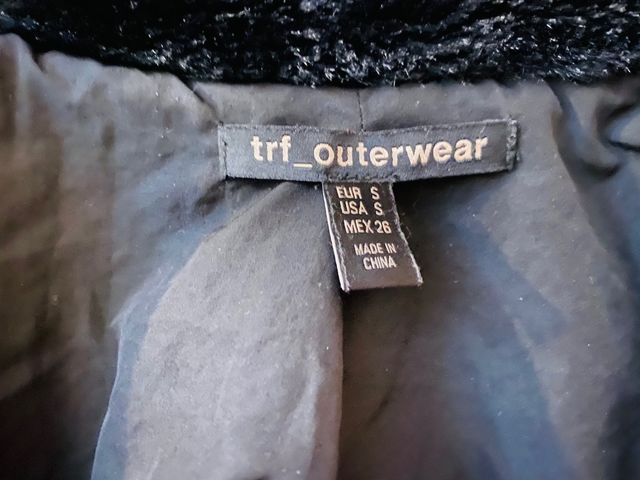 trf_outerwear
EUR S
USA S
MEX 26
MADE IN
CHINA